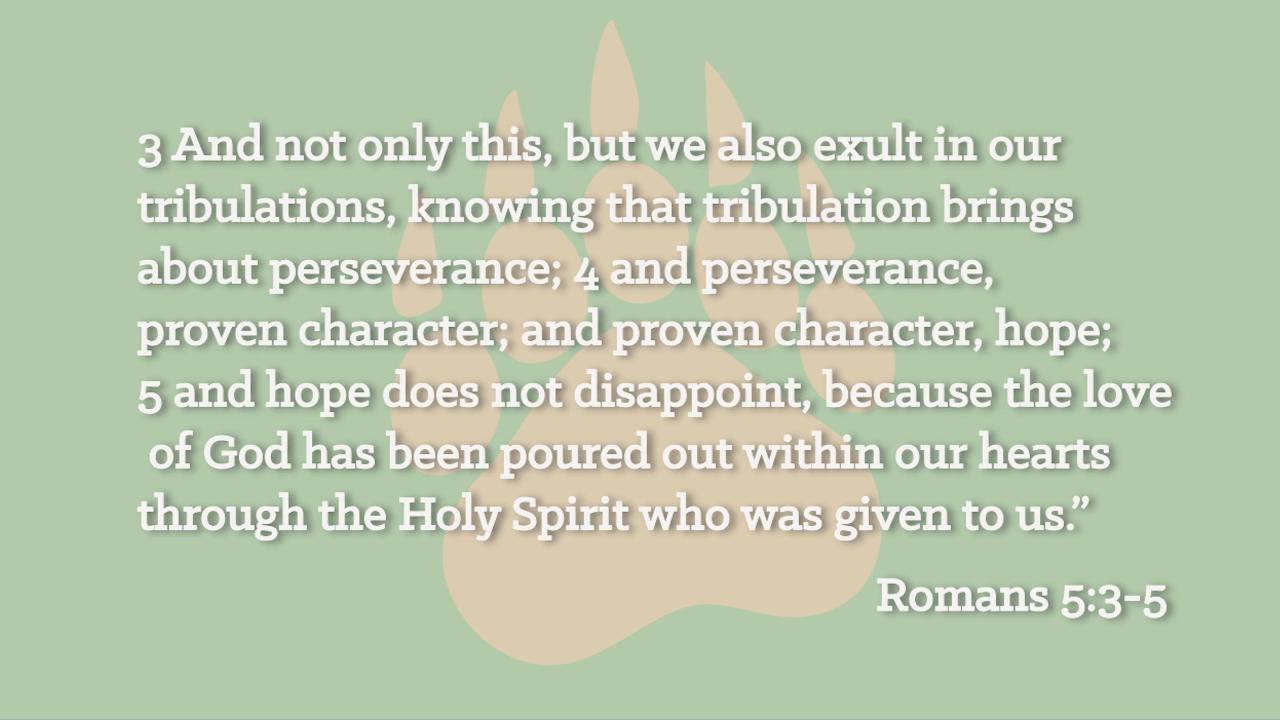 3 And not only this, but we also exult in our
tribulations, knowing that tribulation brings
about perseverance; 4 and perseverance,
proven character; and proven character, hope;
5 and hope does not disappoint, because the love
of God has been poured out within our hearts
through the Holy Spirit who was given to us.”
Romans 5:3-5